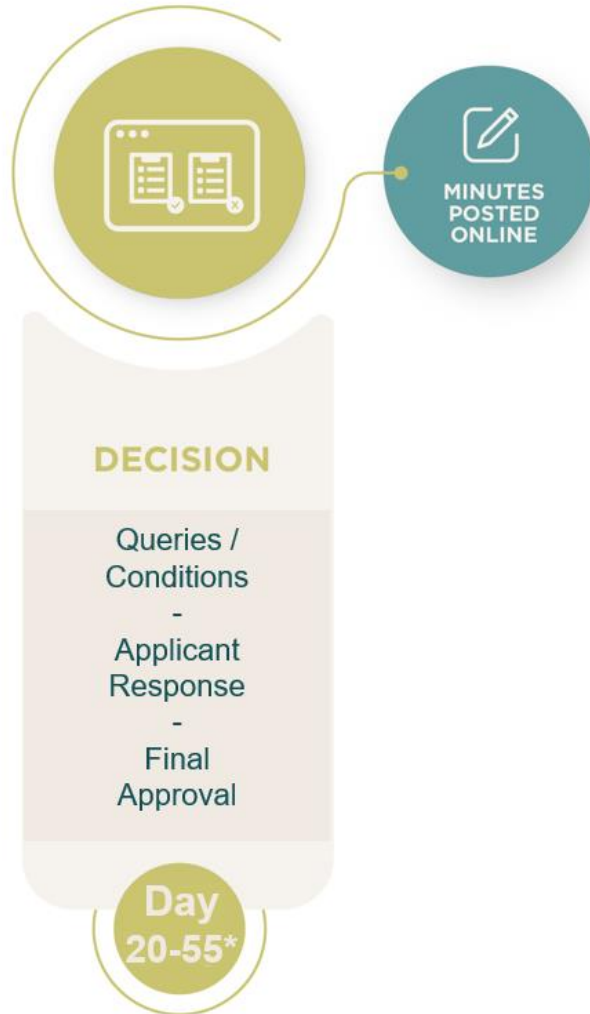 MINUTES
POSTED
ONLINE
DECISION
Queries /
Conditions
-
Applicant
Response
-
Final
Approval
Day
20-55*